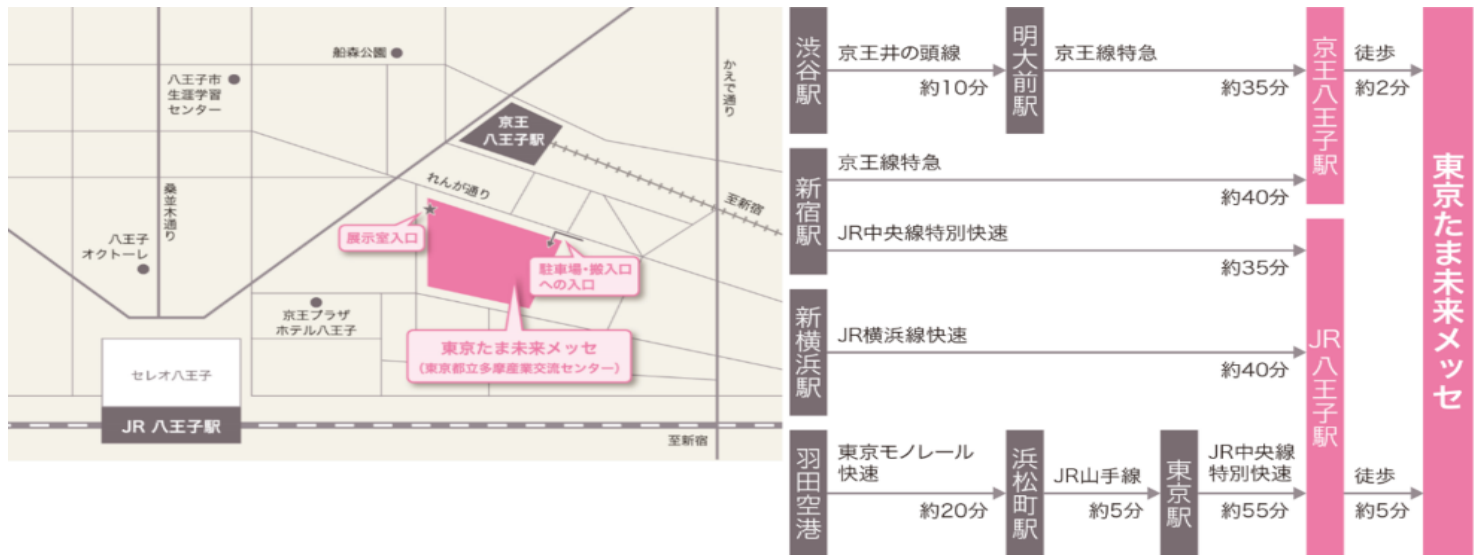 船森公園
八王子市
生涯学習
センター
かえで通り
京王
八王子駅
れんが通り
至新宿
桑並木通り
展示室入口
八王子
オクトーレ
駐車場・搬入口
への入口
京王プラザ
ホテル八王子
東京たま未来メッセ
(東京都立多摩産業交流センター)
セレオ八王子
JR 八王子駅
至新宿
渋谷駅
京王井の頭線
約10分
明大前駅
京王線特急
約35分
京王八王子駅
徒歩
約2分
東京たま未来メッセ
新宿駅
京王線特急
約40分
JR中央線特別快速
約35分
新横浜駅
JR横浜線快速
約40分
JR八王子駅
羽田空港
東京モノレール
快速
約20分
浜松町駅
JR山手線
約5分
東京駅
JR中央線
特別快速
約55分
徒歩
約5分